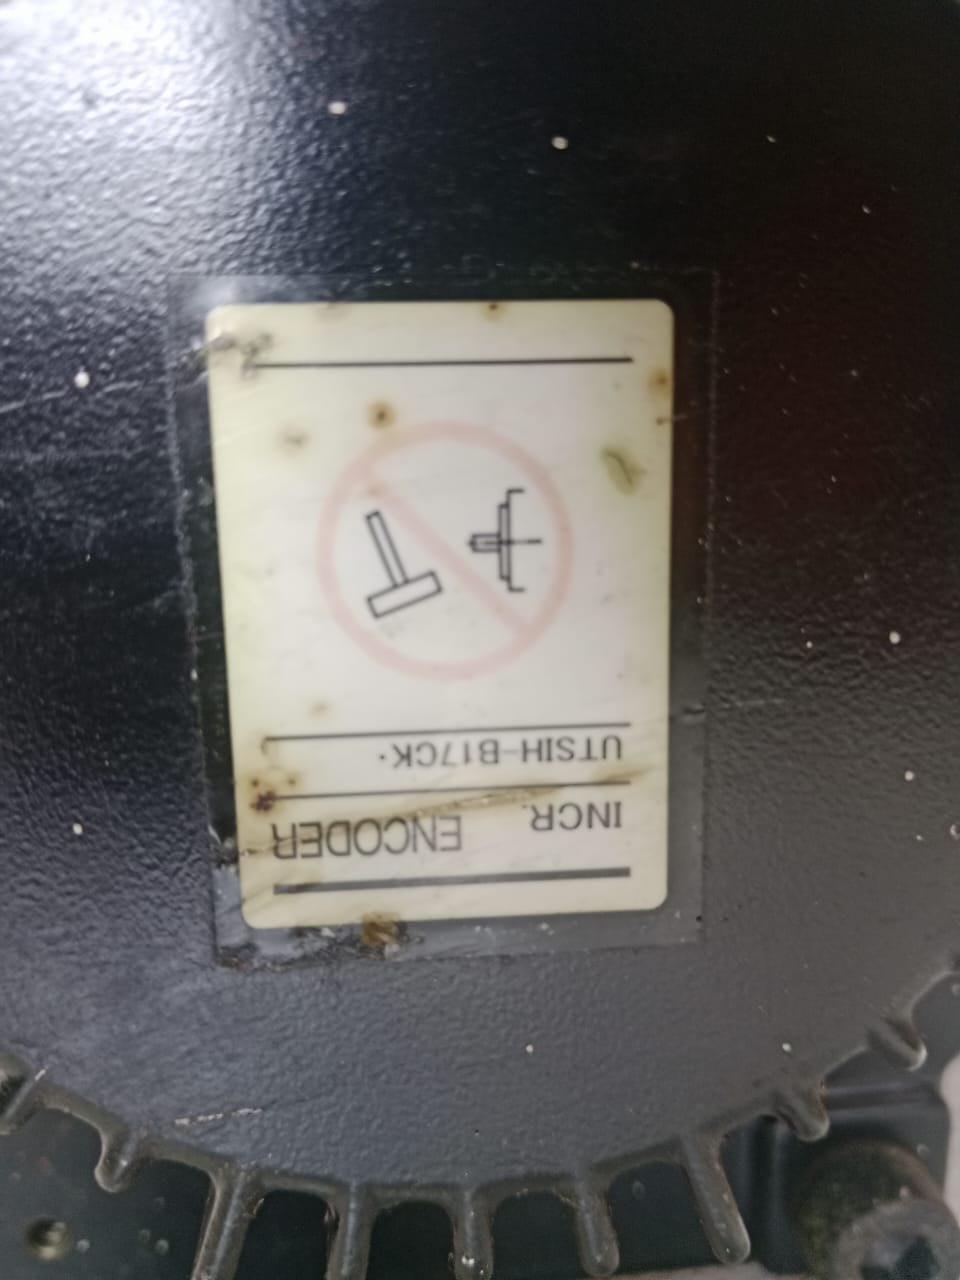 INCR. ENCODER
UTSIH-B17CK·